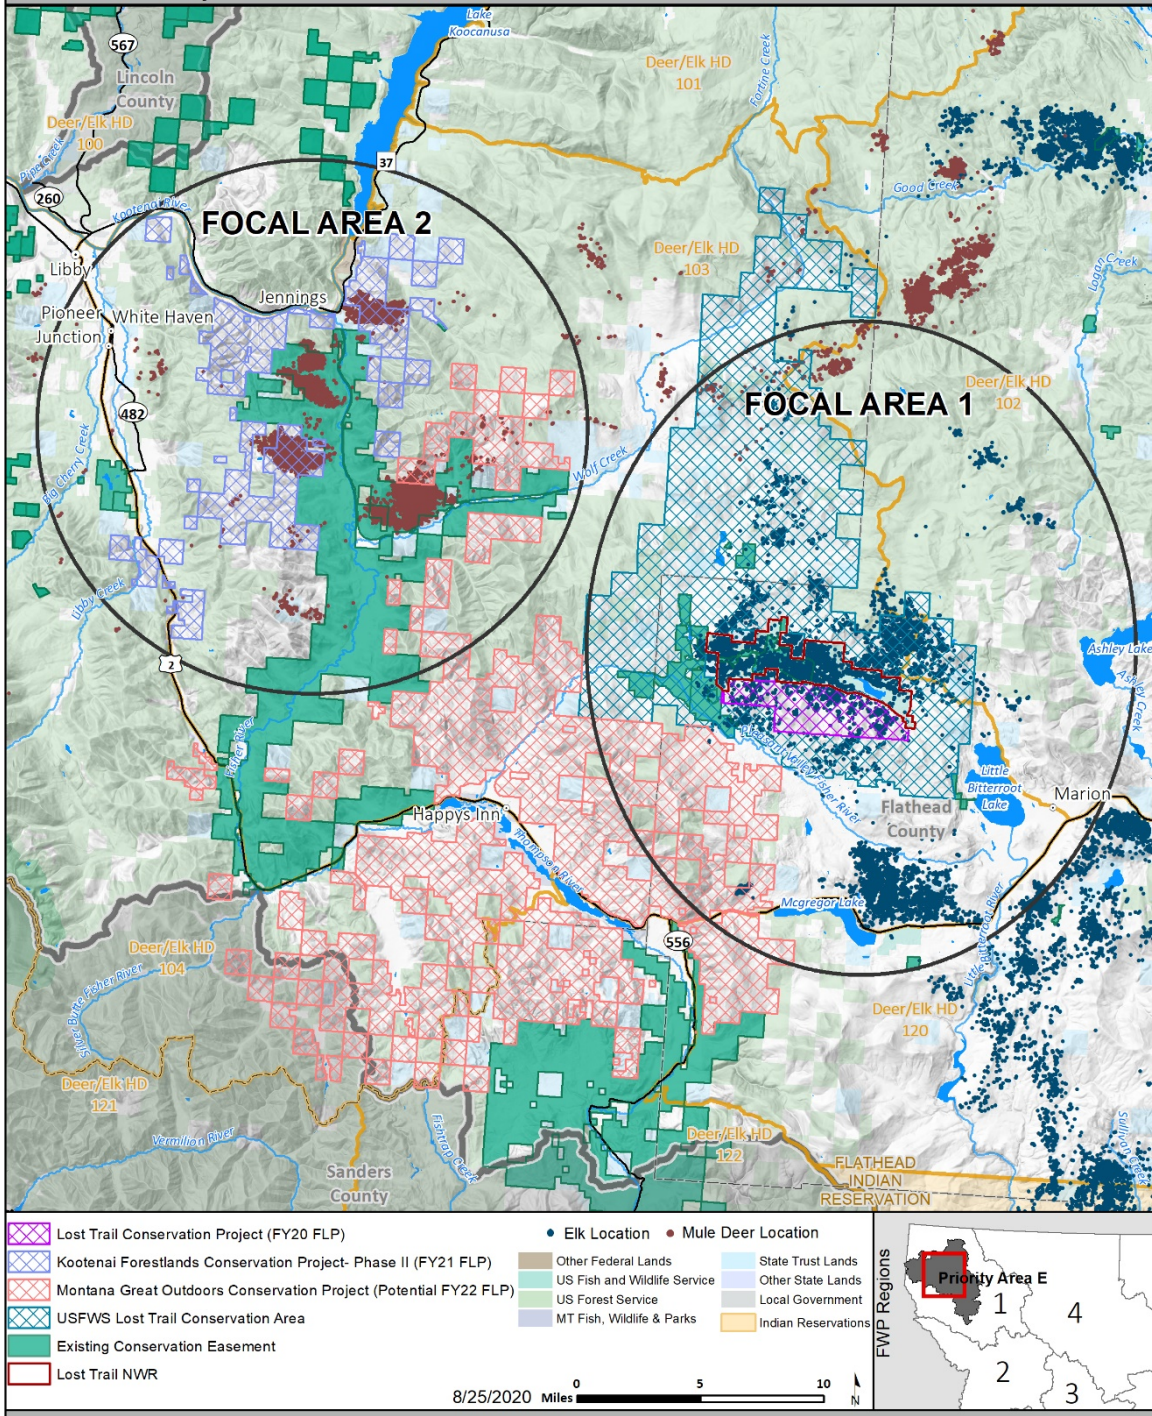 Lake
Koocanusa
567
Lincoln
County
Deer/Elk HD
101
Fortine Creek
Deer/Elk HD
100
Pipe Creek
37
260
Kootenai River
Good Creek
FOCAL AREA 2
Deer/Elk HD
103
Logan Creek
Libby
Jennings
Pioneer
Junction
White Haven
Deer/Elk HD
102
FOCAL AREA 1
482
Big Cherry Creek
Wolf Creek
Libby Creek
2
Ashley Lake
Ashley Creek
Fisher River
Pleasant Valley Fisher River
Little
Bitterroot
Lake
Marion
Happys Inn
Flathead
County
Thompson River
Mcgregor Lake
Little Bitterroot River
556
Deer/Elk HD
104
Silver Butte Fisher River
Deer/Elk HD
120
Deer/Elk HD
121
Vermilion River
Fishtrap Creek
Deer/Elk HD
122
Sullivan Creek
Sanders
County
FLATHEAD
INDIAN
RESERVATION
Lost Trail Conservation Project (FY20 FLP)
Kootenai Forestlands Conservation Project- Phase II (FY21 FLP)
Montana Great Outdoors Conservation Project (Potential FY22 FLP)
USFWS Lost Trail Conservation Area
Existing Conservation Easement
Lost Trail NWR
Elk Location
Mule Deer Location
Other Federal Lands
US Fish and Wildlife Service
US Forest Service
MT Fish, Wildlife & Parks
State Trust Lands
Other State Lands
Local Government
Indian Reservations
8/25/2020
Miles
0 5 10
N
FWP Regions
Priority Area E
1
4
2
3